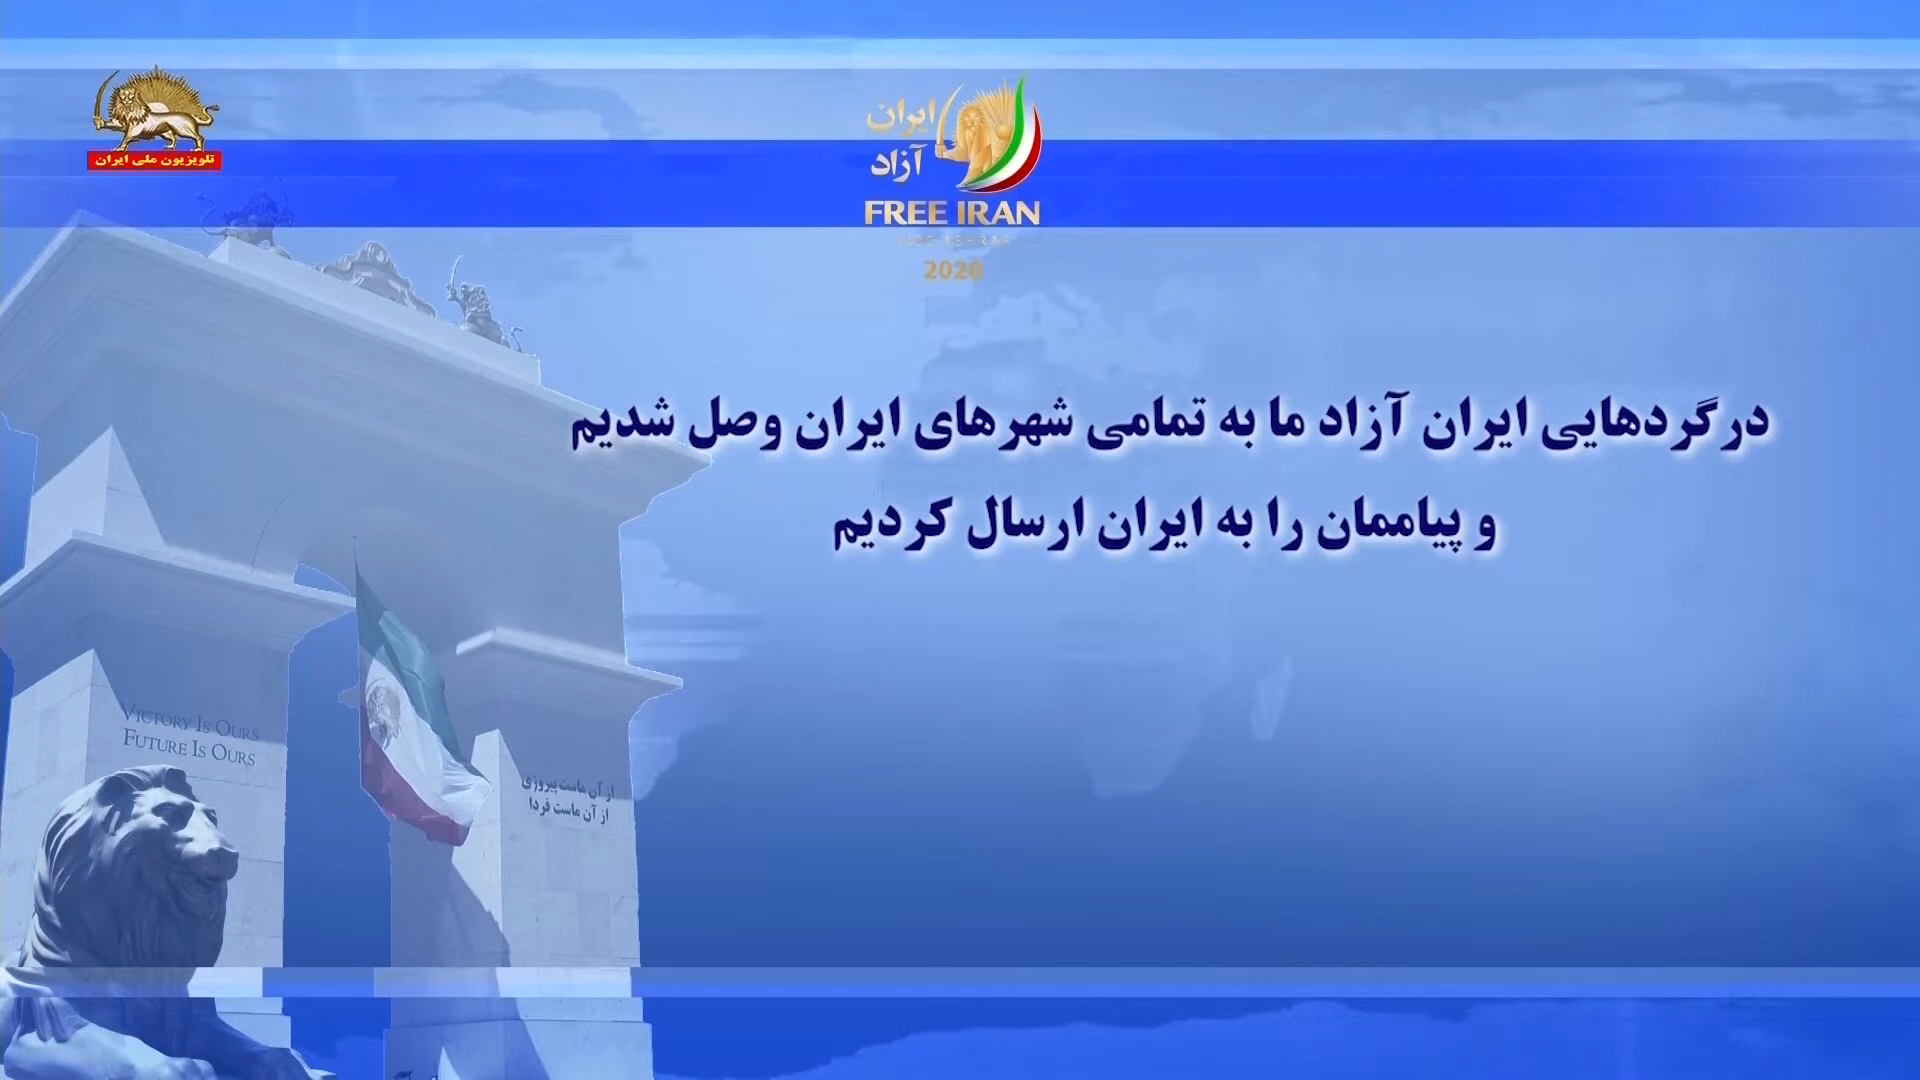 تلویزیون ملی ایران
ایران
آزاد
FREE IRAN
2020
درگردهایی ایران آزاد ما به تمامی شهرهای ایران وصل شدیم
و پیاممان را به ایران ارسال کردیم
VICTORY IS OURS
FUTURE IS OURS
از آن ماست پیروزی
از آن ماست فردا